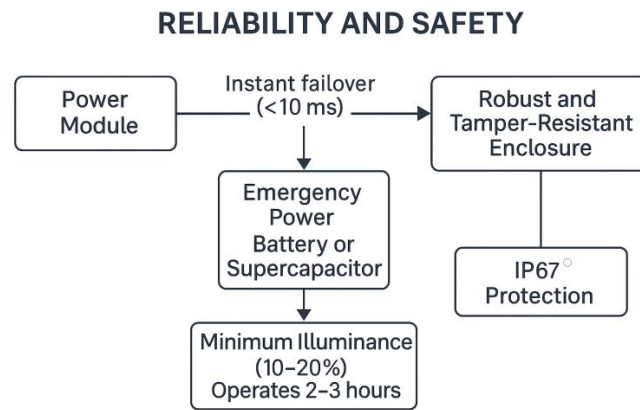 RELIABILITY AND SAFETY
Power
Module
Instant failover
(<10 ms)
Robust and
Tamper-Resistant
Enclosure
Emergency
Power
Battery or
Supercapacitor
IP67
Protection
Minimum Illuminance
(10–20%)
Operates 2–3 hours